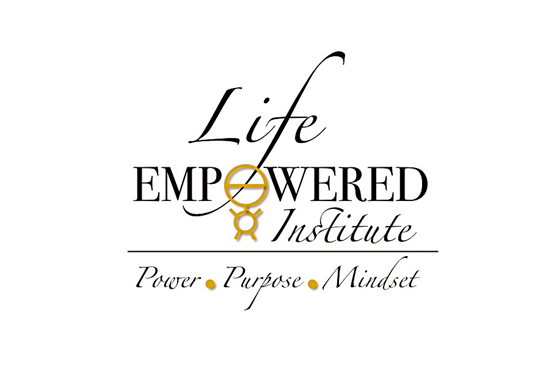 Life
EMPOWERED
Institute
Power . Purpose . Mindset